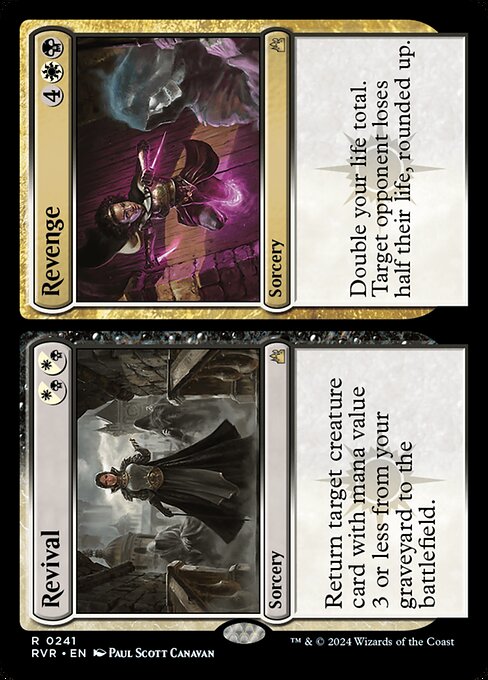 Revenge
4
Sorcery
Double your life total.
Target opponent loses
half their life, rounded up.
Revival
Sorcery
Return target creature
card with mana value
3 or less from your
graveyard to the
battlefield.
R 0241
RVR • EN Paul Scott Canavan
™ & © 2024 Wizards of the Coast